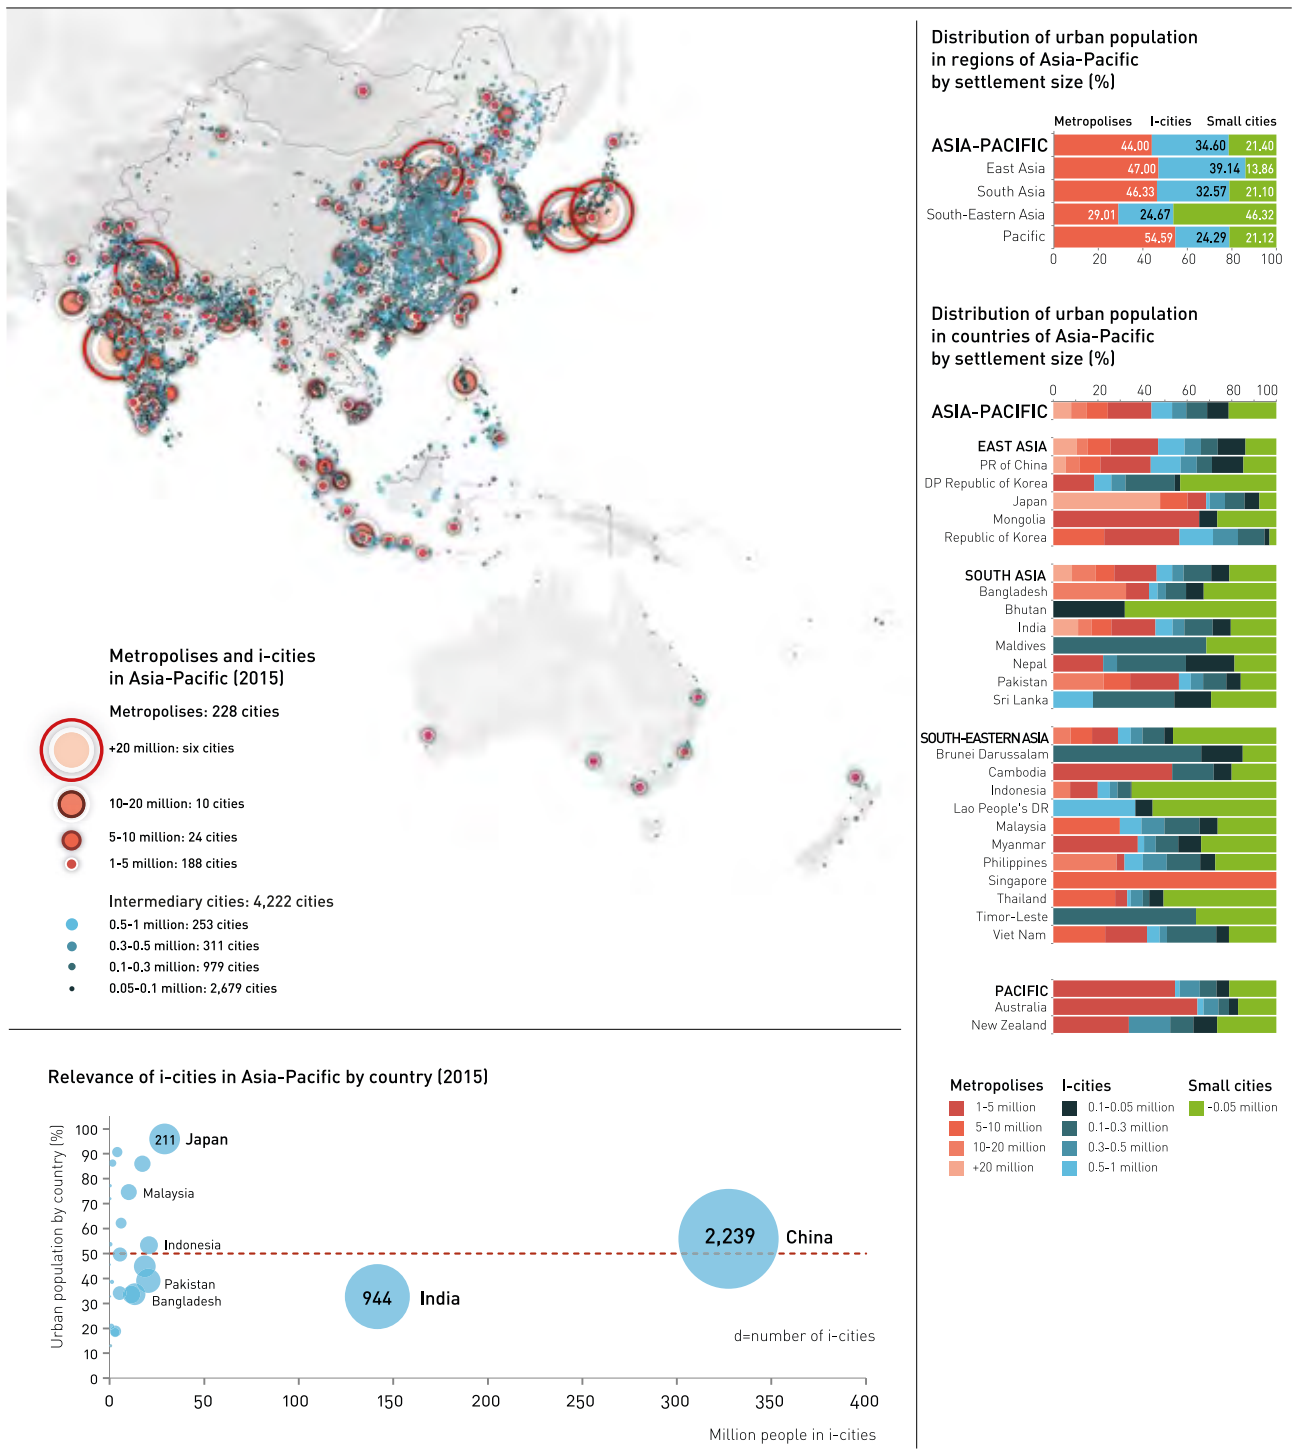 Metropolises and i-cities
in Asia-Pacific (2015)
Metropolises: 228 cities
+20 million: six cities
10-20 million: 10 cities
5-10 million: 24 cities
1-5 million: 188 cities
Intermediary cities: 4,222 cities
0.5-1 million: 253 cities
0.3-0.5 million: 311 cities
0.1-0.3 million: 979 cities
0.05-0.1 million: 2,679 cities
Relevance of i-cities in Asia-Pacific by country (2015)
Urban population by country (%)
100
90
80
70
60
50
40
30
20
10
0
211 Japan
Malaysia
Indonesia
2,239 China
Pakistan
Bangladesh
944 India
d=number of i-cities
0 50 100 150 200 250 300 350 400
Million people in i-cities
Distribution of urban population
in regions of Asia-Pacific
by settlement size (%)
Metropolises I-cities Small cities
ASIA-PACIFIC 44.00 34.60 21.40
East Asia 47.00 39.14 13.86
South Asia 46.33 32.57 21.10
South-Eastern Asia 29.01 24.67 46.32
Pacific 54.59 24.29 21.12
0 20 40 60 80 100
Distribution of urban population
in countries of Asia-Pacific
by settlement size (%)
0 20 40 60 80 100
ASIA-PACIFIC
EAST ASIA
PR of China
DP Republic of Korea
Japan
Mongolia
Republic of Korea
SOUTH ASIA
Bangladesh
Bhutan
India
Maldives
Nepal
Pakistan
Sri Lanka
SOUTH-EASTERN ASIA
Brunei Darussalam
Cambodia
Indonesia
Lao People's DR
Malaysia
Myanmar
Philippines
Singapore
Thailand
Timor-Leste
Viet Nam
PACIFIC
Australia
New Zealand
Metropolises I-cities Small cities
1-5 million 0.1-0.05 million -0.05 million
5-10 million 0.1-0.3 million
10-20 million 0.3-0.5 million
+20 million 0.5-1 million